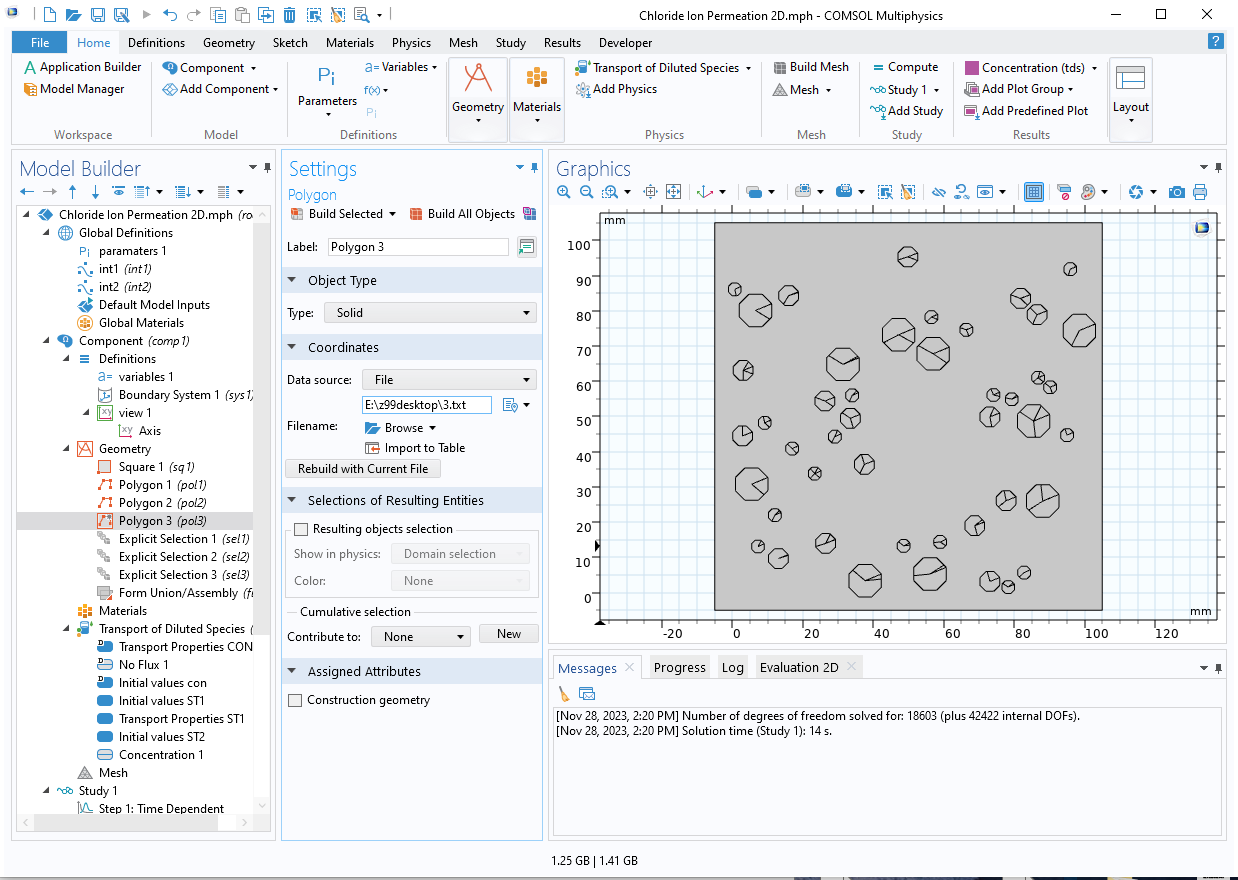 Chloride Ion Permeation 2D.mph - COMSOL Multiphysics
File Home Definitions Geometry Sketch Materials Physics Mesh Study Results Developer ?
Application Builder
Model Manager
Workspace
Component
Add Component
Model
Pi
Parameters
a= Variables
f(x)
Pi
Definitions
Geometry
Materials
Transport of Diluted Species
Add Physics
Physics
Build Mesh
Mesh
Mesh
= Compute
Study 1
Add Study
Study
Concentration (tds)
Add Plot Group
Add Predefined Plot
Results
Layout
Model Builder
Chloride Ion Permeation 2D.mph (ro
Global Definitions
Pi paramaters 1
int1 (int1)
int2 (int2)
Default Model Inputs
Global Materials
Component (comp1)
Definitions
a= variables 1
Boundary System 1 (sys1)
xy view 1
xy Axis
Geometry
Square 1 (sq1)
Polygon 1 (pol1)
Polygon 2 (pol2)
Polygon 3 (pol3)
Explicit Selection 1 (sel1)
Explicit Selection 2 (sel2)
Explicit Selection 3 (sel3)
Form Union/Assembly (fi
Materials
Transport of Diluted Species (
Transport Properties CON
No Flux 1
Initial values con
Initial values ST1
Transport Properties ST1
Initial values ST2
Concentration 1
Mesh
Study 1
Step 1: Time Dependent
Settings
Polygon
Build Selected Build All Objects
Label: Polygon 3
Object Type
Type: Solid
Coordinates
Data source: File
E:\z99desktop\3.txt
Filename: Browse
Import to Table
Rebuild with Current File
Selections of Resulting Entities
Resulting objects selection
Show in physics: Domain selection
Color: None
Cumulative selection
Contribute to: None New
Assigned Attributes
Construction geometry
Graphics
mm
100
90
80
70
60
50
40
30
20
10
0
mm
-20 0 20 40 60 80 100 120
Messages Progress Log Evaluation 2D
[Nov 28, 2023, 2:20 PM] Number of degrees of freedom solved for: 18603 (plus 42422 internal DOFs).
[Nov 28, 2023, 2:20 PM] Solution time (Study 1): 14 s.
1.25 GB | 1.41 GB